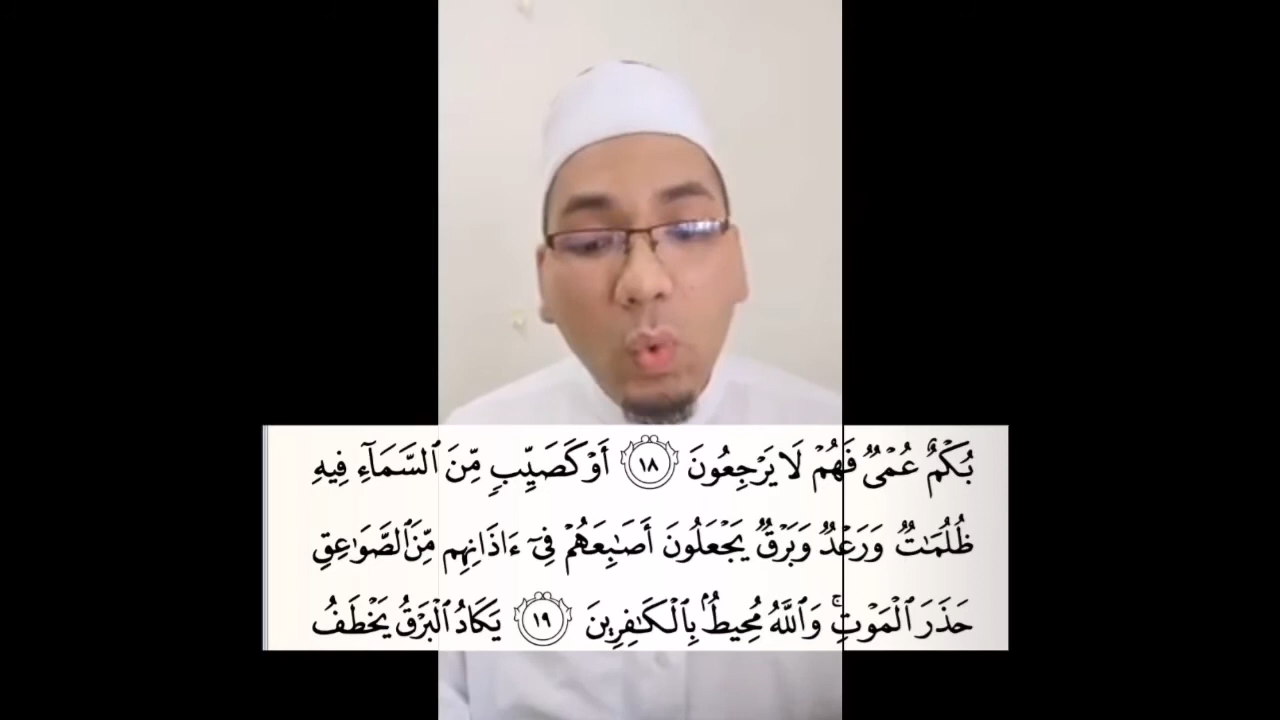 بُكْمٌ عُمْىٌ فَهُمْ لَا يَرْجِعُونَ ١٨ أَوْ كَصَيِّبٍ مِّنَ ٱلسَّمَآءِ فِيهِ
ظُلُمَٰتٌ وَرَعْدٌ وَبَرْقٌ يَجْعَلُونَ أَصَٰبِعَهُمْ فِىٓ ءَاذَانِهِم مِّنَ ٱلصَّوَٰعِقِ
حَذَرَ ٱلْمَوْتِ ۚ وَٱللَّهُ مُحِيطٌۢ بِٱلْكَٰفِرِينَ ١٩ يَكَادُ ٱلْبَرْقُ يَخْطَفُ